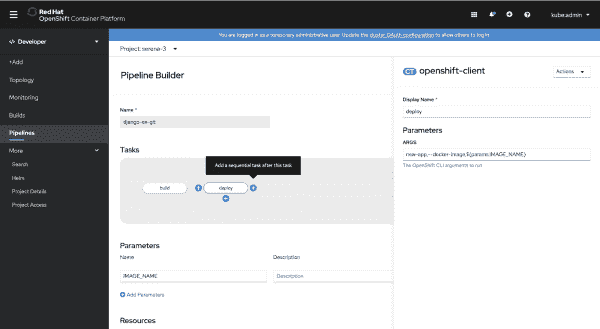 Red Hat
OpenShift Container Platform
kube:admin
Developer
+Add
Topology
Monitoring
Builds
Pipelines
More
Search
Helm
Project Details
Project Access
You are logged in as a temporary administrative user. Update the cluster OAuth configuration to allow others to log in.
Project: serena-3
Pipeline Builder
Name *
django-ex-git
Tasks
Add a sequential task after this task
build
deploy
Parameters
Name
Description
IMAGE_NAME
Description
Add Parameters
Resources
CT openshift-client
Actions
Display Name *
deploy
Parameters
ARGS
new-app,--docker-image,$(params.IMAGE_NAME)
The OpenShift CLI arguments to run